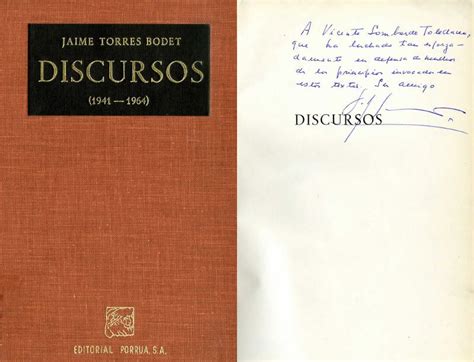 JAIME TORRES BODET
DISCURSOS
(1941—1964)
EDITORIAL PORRUA, S.A.
A Vicente Lombardo Toledano,
que ha luchado tan esforza-
damente en defensa de muchos
de los principios invocados en
estos textos. Su amigo
DISCURSOS